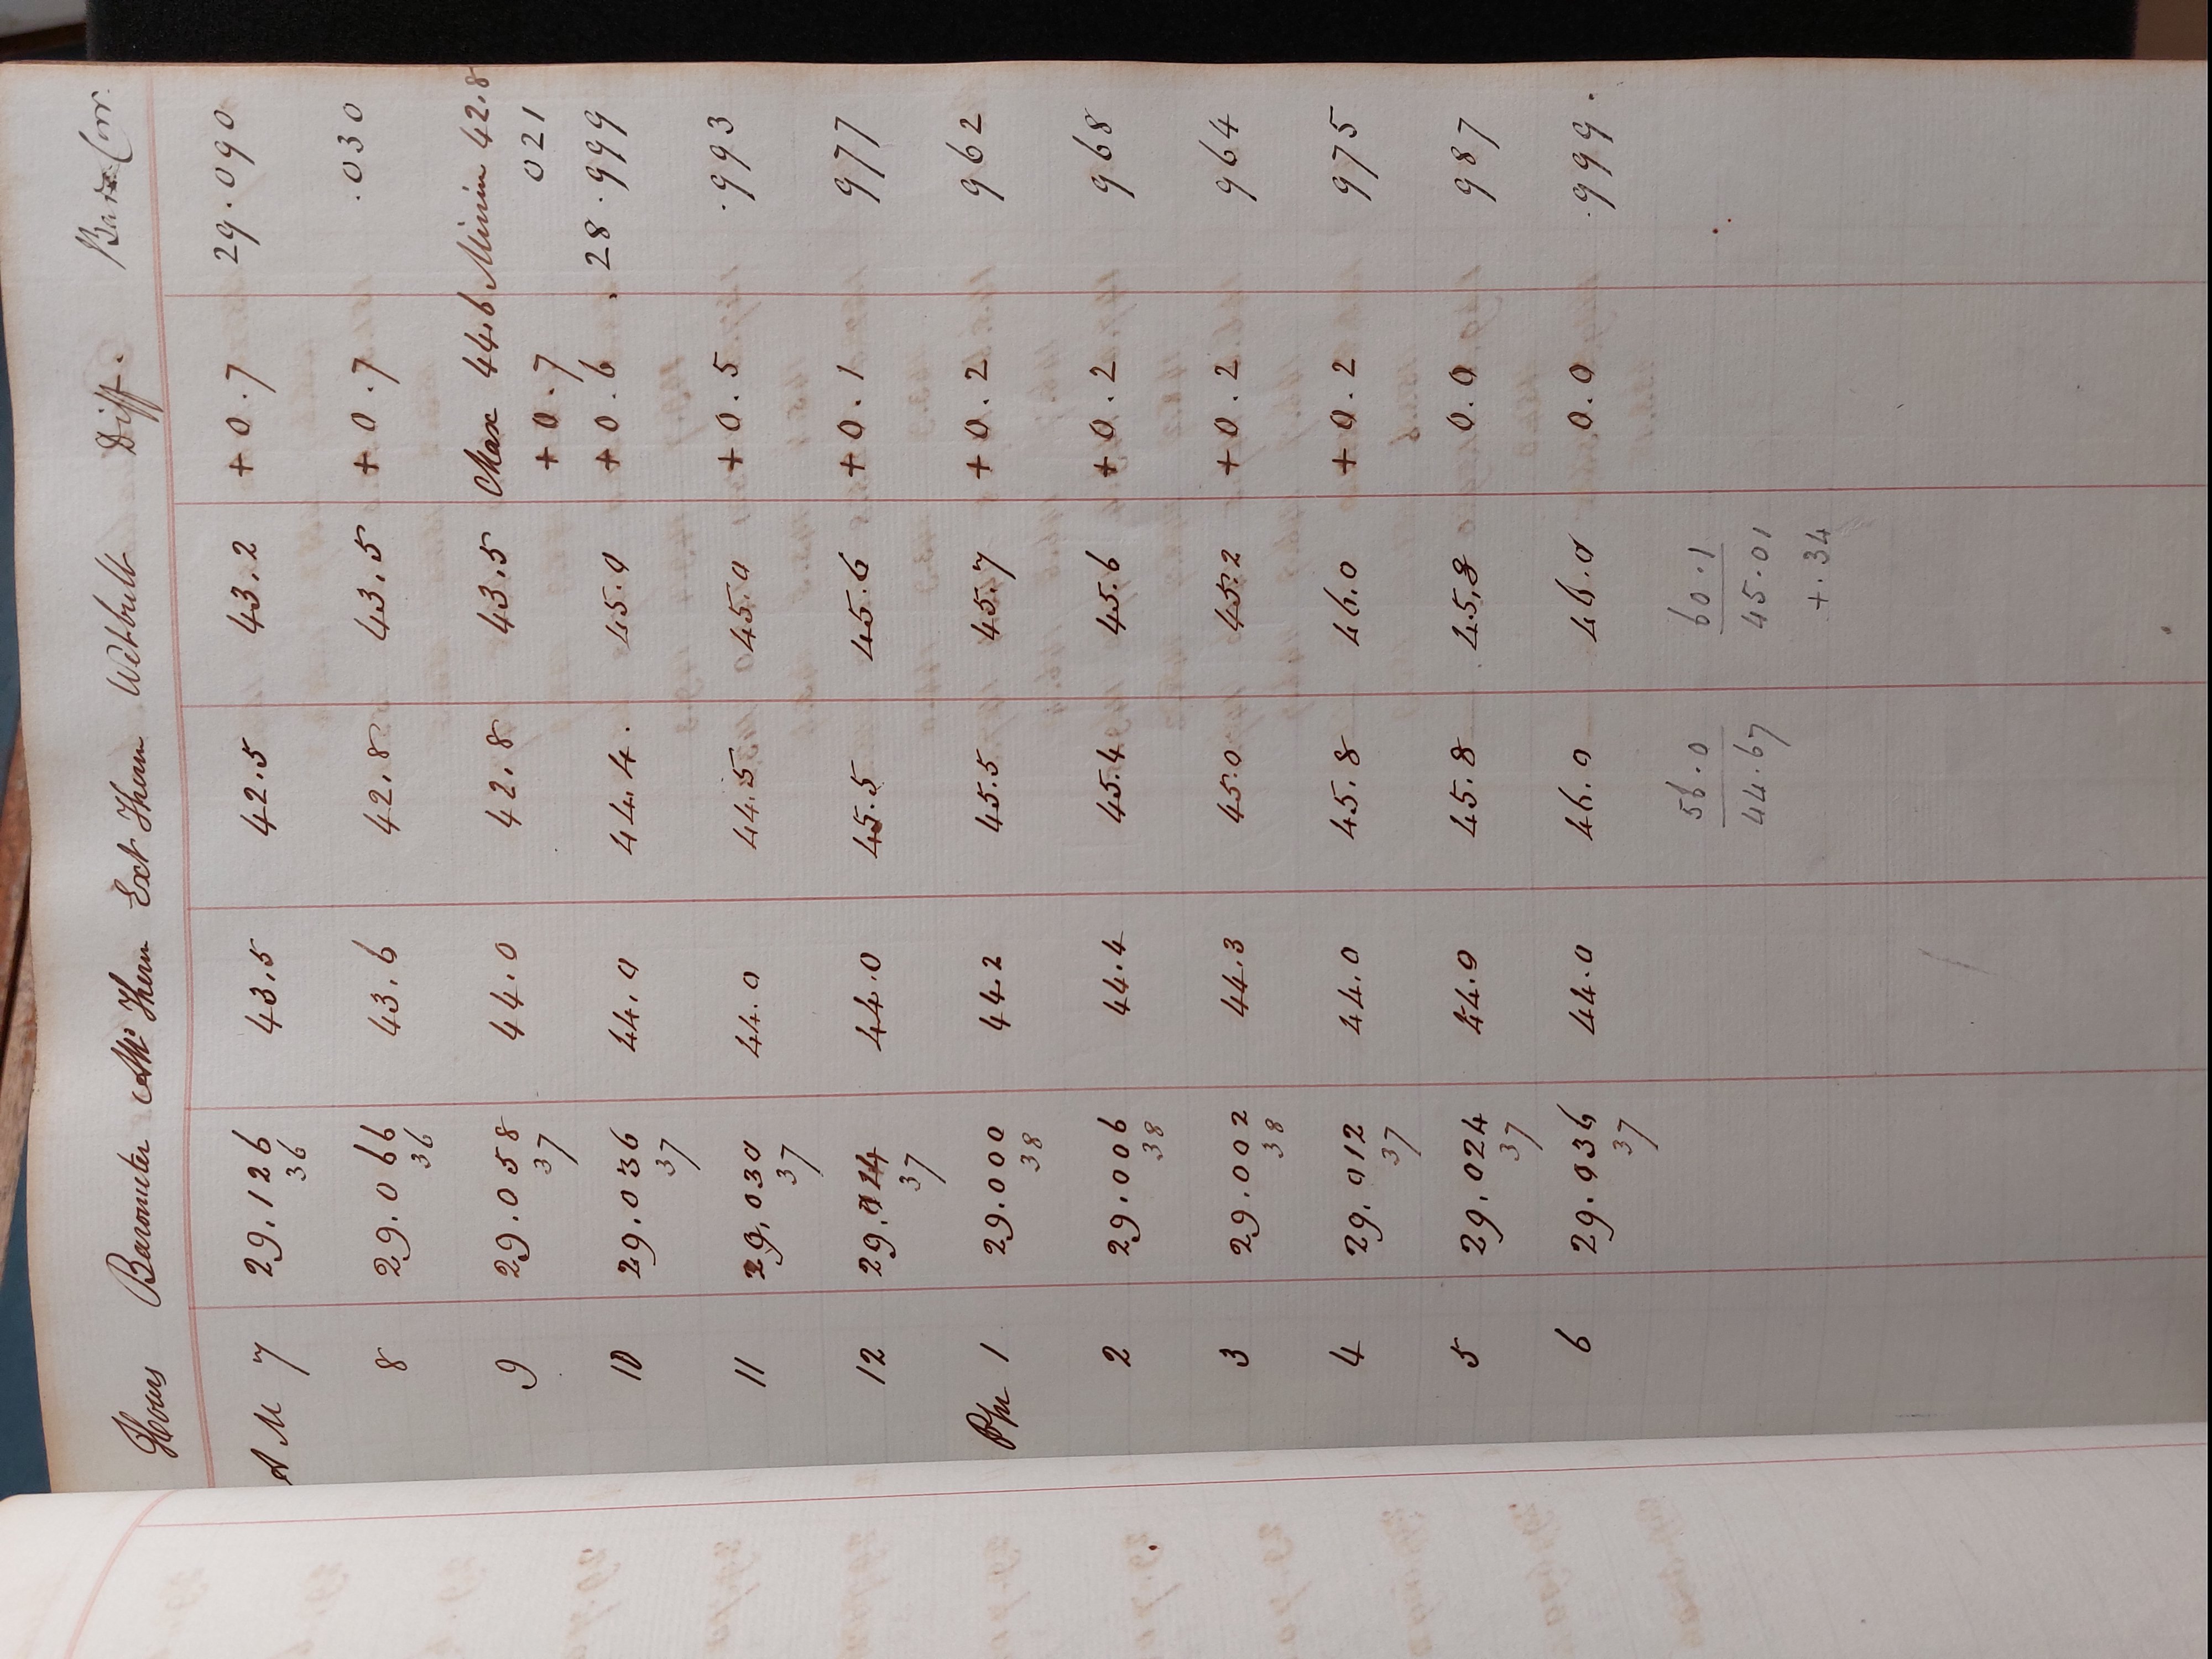 Hours Barometer Attd Therm Ext Therm Wetbulb Diff. Baro Corr.
AM 7 29.126 43.5 42.5 43.2 +0.7 29.090
36
8 29.066 43.6 42.8 43.5 +0.7 .030
36
Max 44.6 Minim 42.8
9 29.058 44.0 42.8 43.5 +0.7 021
37
10 29.036 44.0 44.4. 45.0 +0.6 28.999
37
11 29.030 44.0 44.5 45.0 +0.5 .993
37
12 29.014 44.0 45.5 45.6 +0.1 977
37
Pm 1 29.000 44.2 45.5 45.7 +0.2 962
38
2 29.006 44.4 45.4 45.6 +0.2 968
38
3 29.002 44.3 45.0 45.2 +0.2 964
38
4 29.012 44.0 45.8 46.0 +0.2 975
37
5 29.024 44.0 45.8 45.8 0.0 987
37
6 29.036 44.0 46.0 46.0 0.0 .999.
37
56.0 60.1
44.67 45.01
+.34